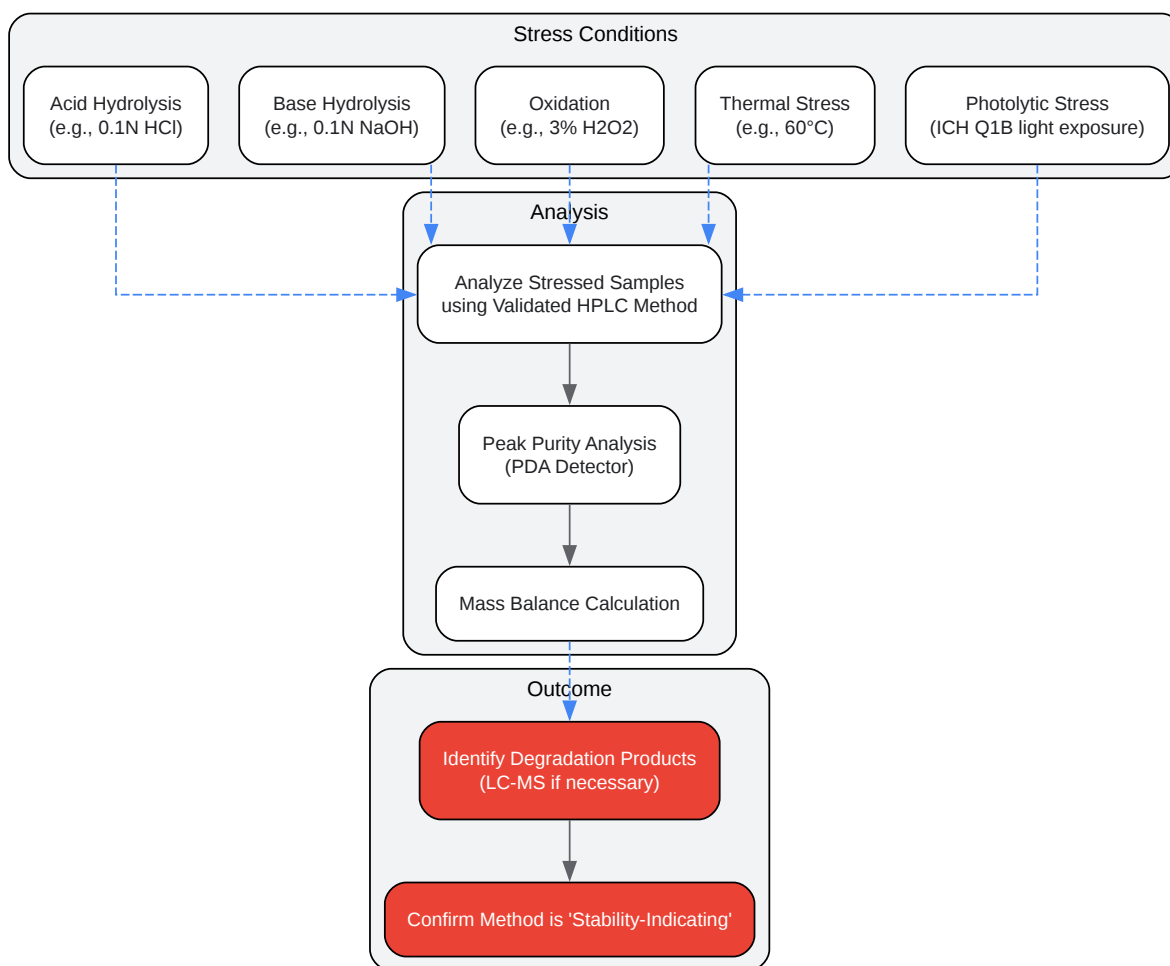 Stress Conditions
Acid Hydrolysis
(e.g., 0.1N HCl)
Base Hydrolysis
(e.g., 0.1N NaOH)
Oxidation
(e.g., 3% H2O2)
Thermal Stress
(e.g., 60°C)
Photolytic Stress
(ICH Q1B light exposure)
Analysis
Analyze Stressed Samples
using Validated HPLC Method
Peak Purity Analysis
(PDA Detector)
Mass Balance Calculation
Outcome
Identify Degradation Products
(LC-MS if necessary)
Confirm Method is 'Stability-Indicating'